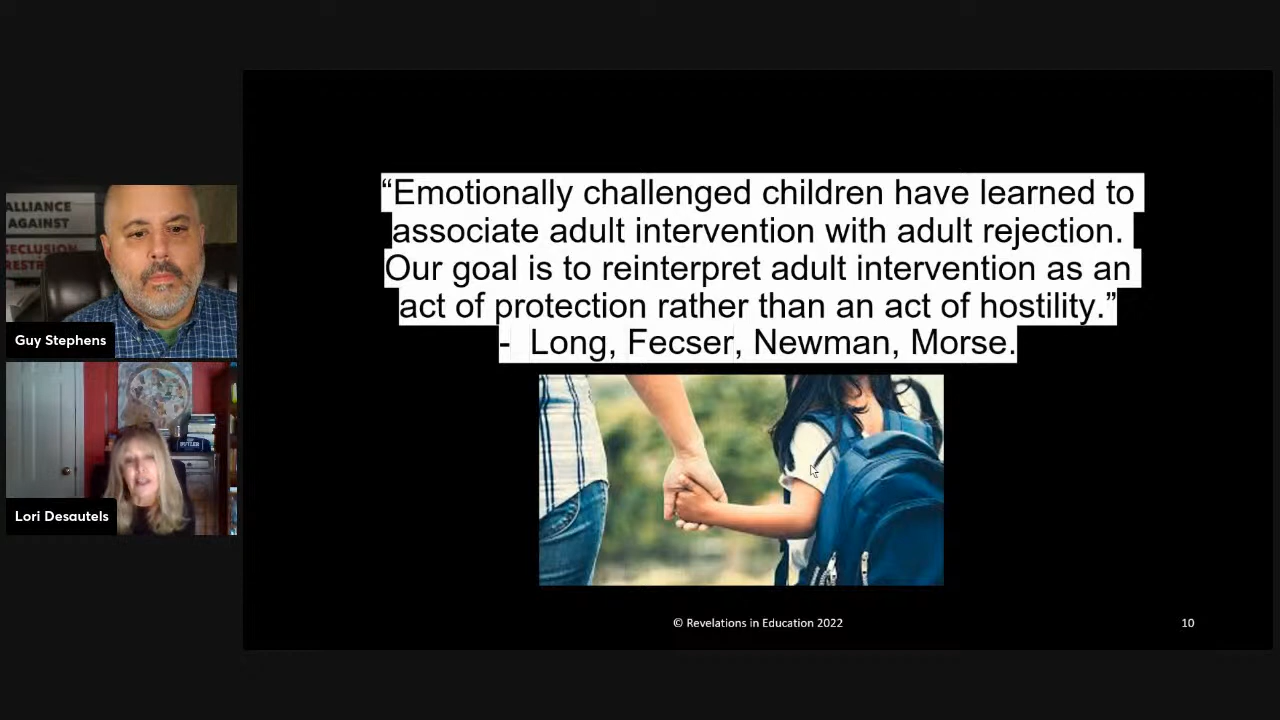 ALLIANCE
AGAINST
SECLUSION
RESTR
Guy Stephens
BUTLER
Lori Desautels
“Emotionally challenged children have learned to
associate adult intervention with adult rejection.
Our goal is to reinterpret adult intervention as an
act of protection rather than an act of hostility.”
- Long, Fecser, Newman, Morse.
© Revelations in Education 2022
10